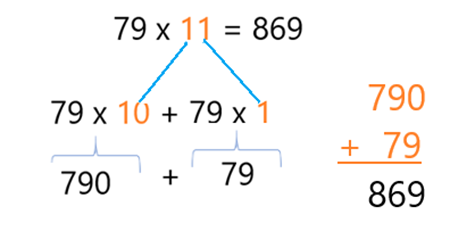 79 x 11 = 869
79 x 10 + 79 x 1
790 + 79
790
+ 79
869